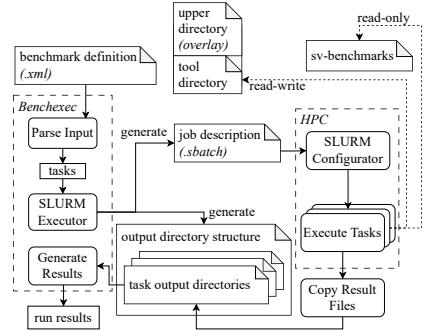 upper
directory
(overlay)
tool
directory
read-only
sv-benchmarks
read-write
benchmark definition
(.xml)
Benchexec
Parse Input
tasks
SLURM
Executor
generate
job description
(.sbatch)
HPC
SLURM
Configurator
generate
output directory structure
task output directories
Execute Tasks
Generate
Results
run results
Copy Result
Files